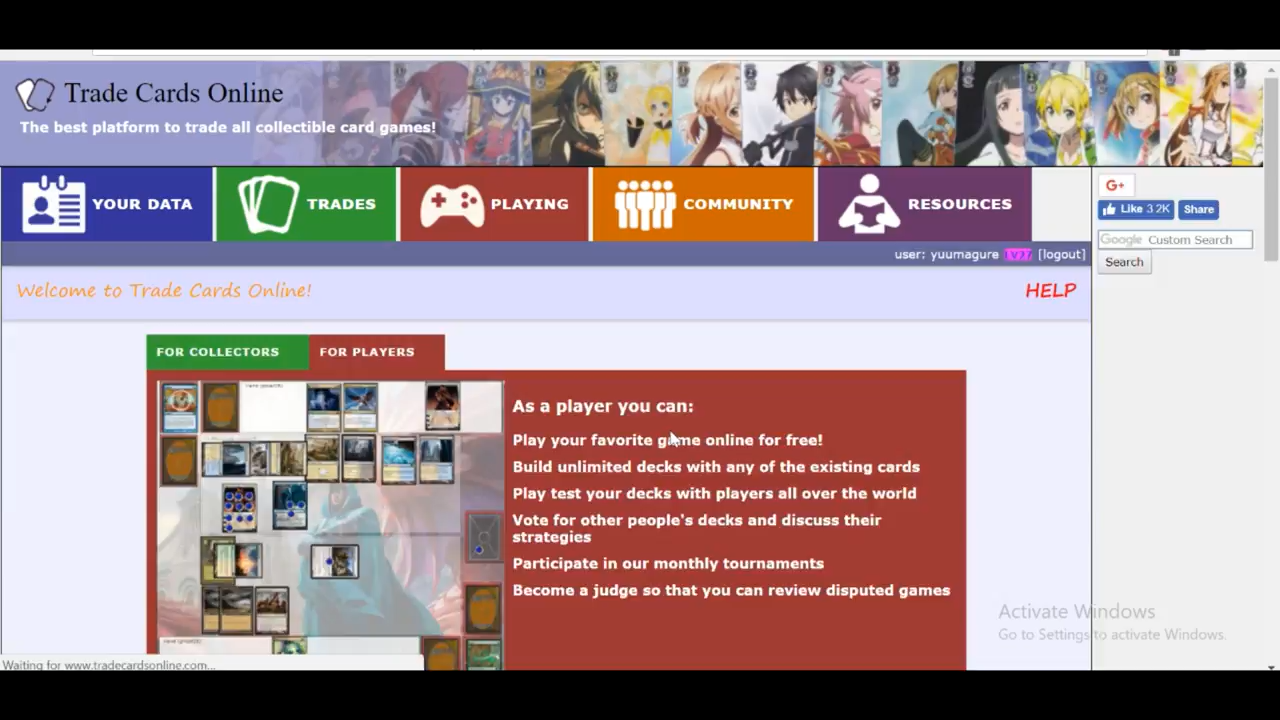 Trade Cards Online
The best platform to trade all collectible card games!
YOUR DATA
TRADES
PLAYING
COMMUNITY
RESOURCES
G+
Like 3.2K
Share
Google Custom Search
Search
user: yuumagure
[logout]
Welcome to Trade Cards Online!
HELP
FOR COLLECTORS
FOR PLAYERS
As a player you can:
Play your favorite game online for free!
Build unlimited decks with any of the existing cards
Play test your decks with players all over the world
Vote for other people's decks and discuss their
strategies
Participate in our monthly tournaments
Become a judge so that you can review disputed games
Activate Windows
Go to Settings to activate Windows.
Waiting for www.tradecardsonline.com...